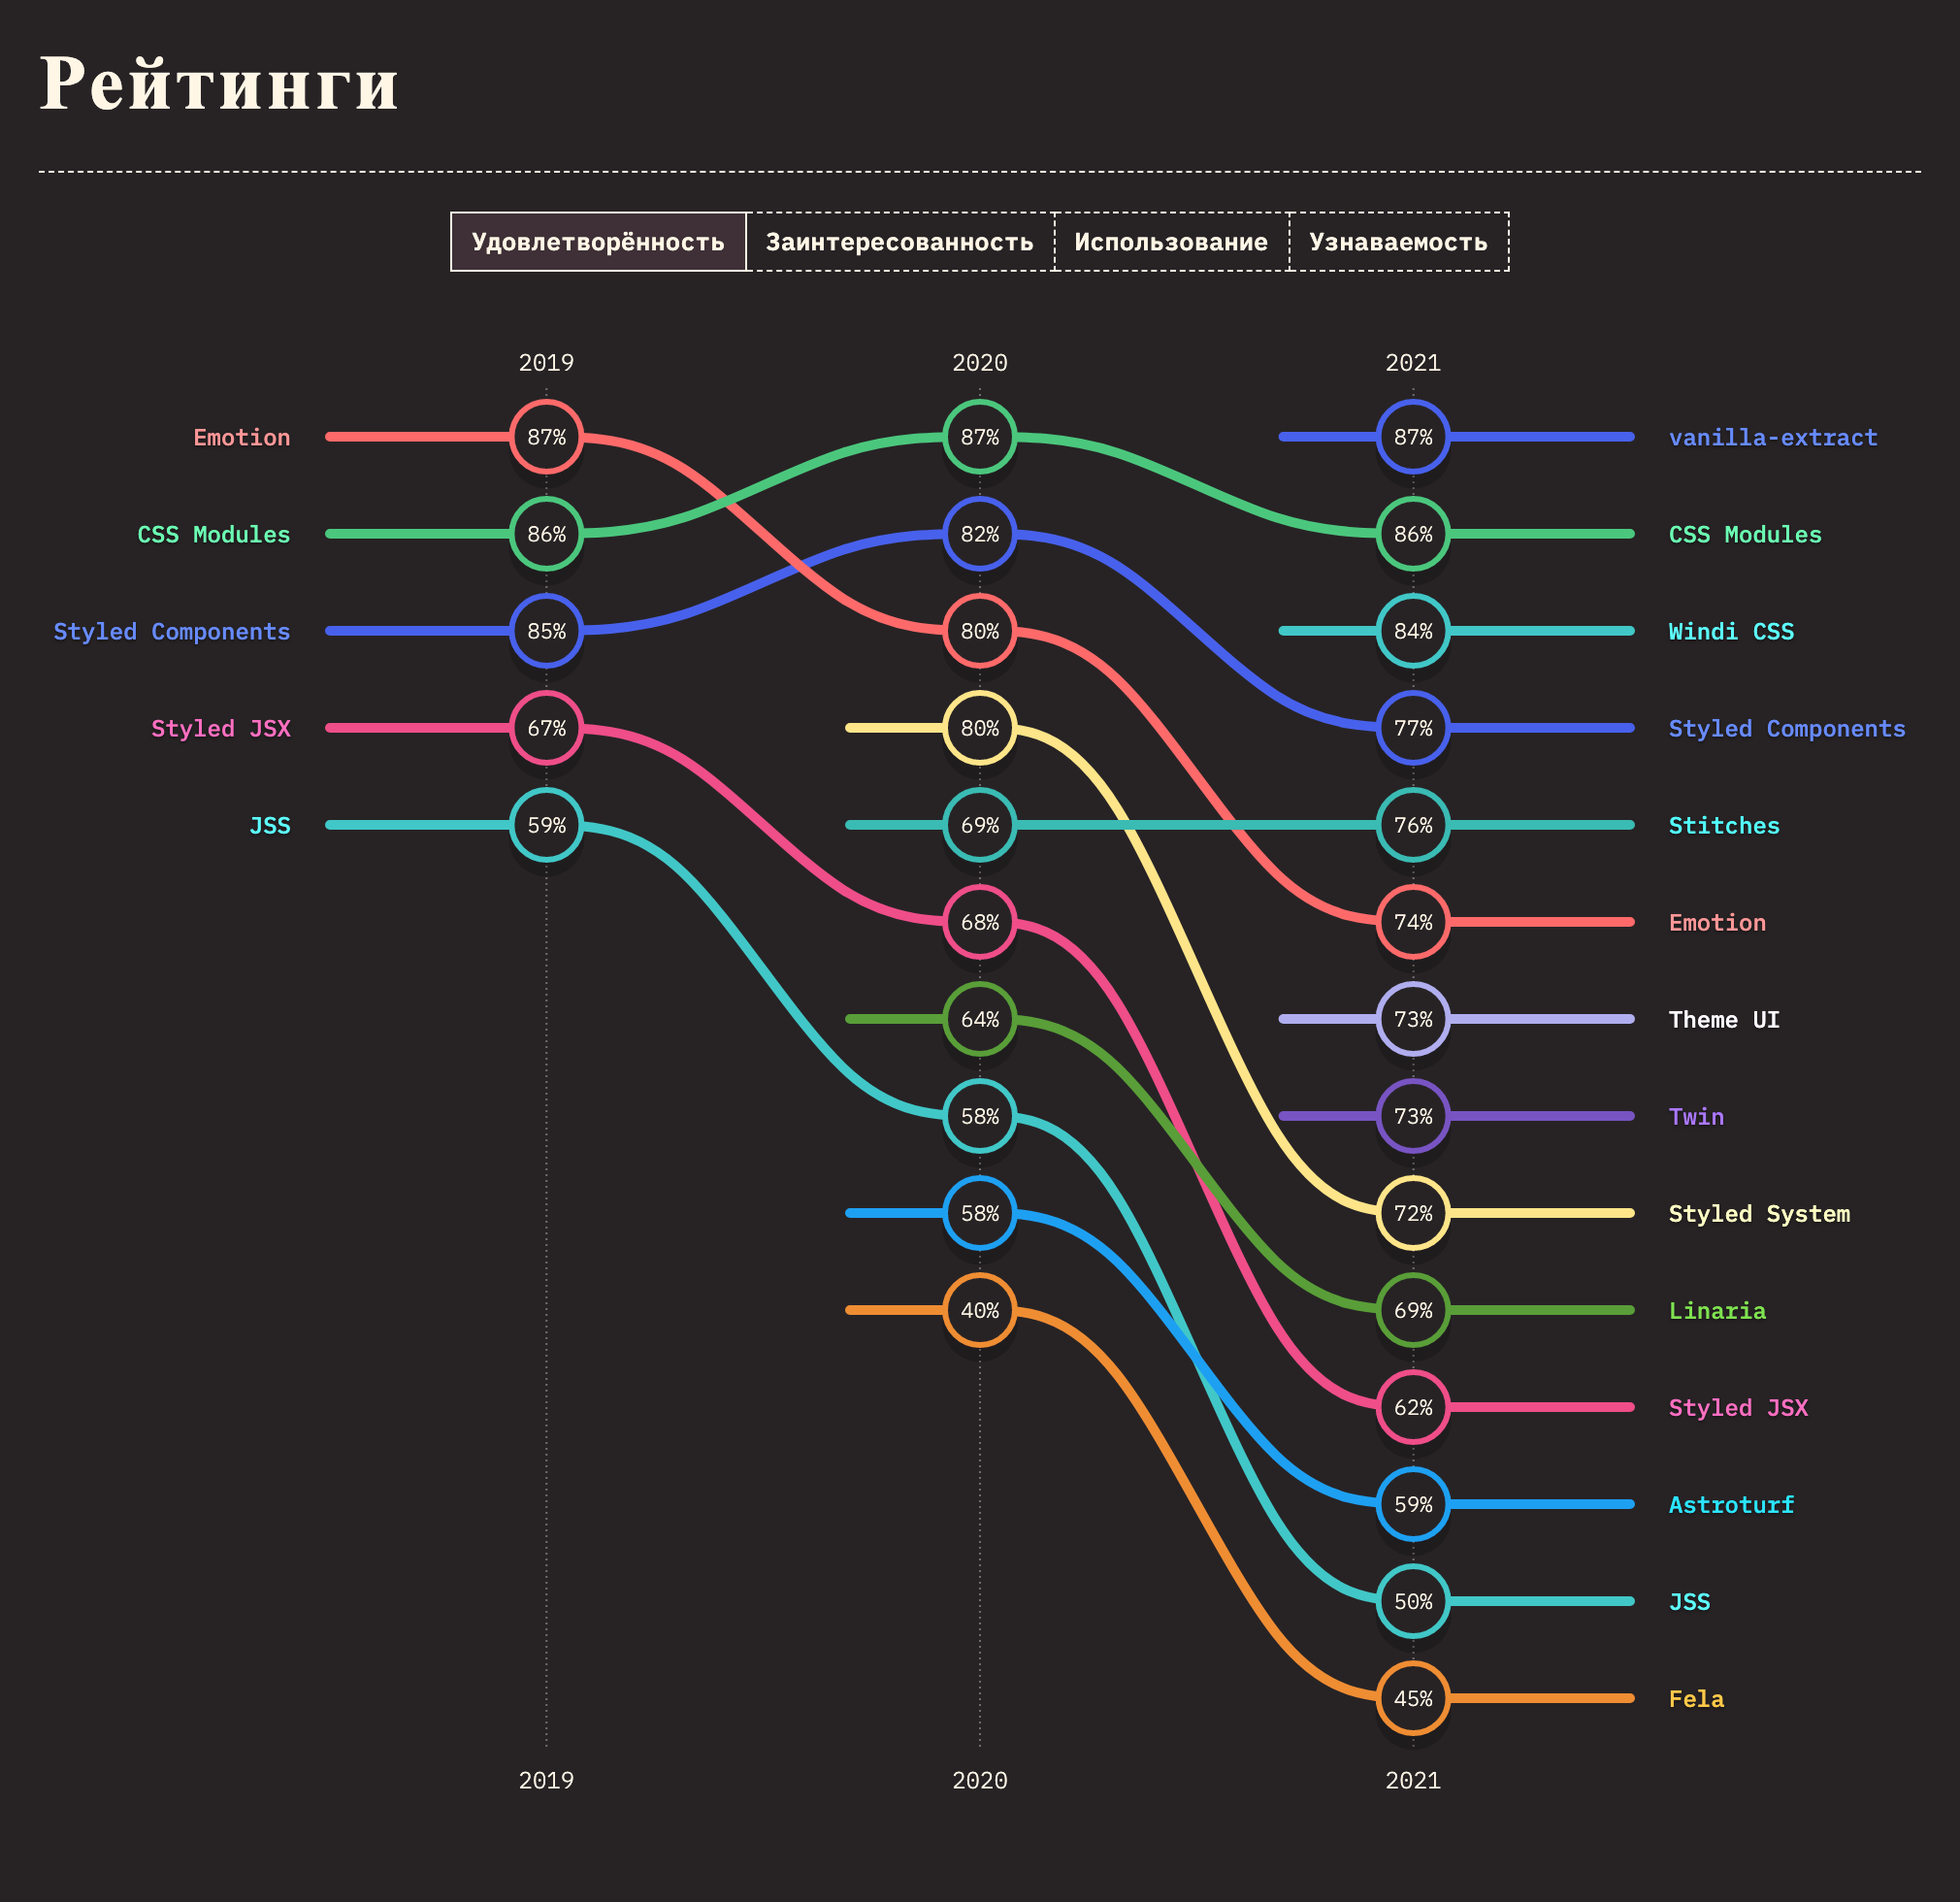 Рейтинги
Удовлетворённость Заинтересованность Использование Узнаваемость
2019 2020 2021
Emotion 87% 87% 87% vanilla-extract
CSS Modules 86% 82% 86% CSS Modules
Styled Components 85% 80% 84% Windi CSS
Styled JSX 67% 80% 77% Styled Components
JSS 59% 69% 76% Stitches
68% 74% Emotion
64% 73% Theme UI
58% 73% Twin
58% 72% Styled System
40% 69% Linaria
62% Styled JSX
59% Astroturf
50% JSS
45% Fela
2019 2020 2021